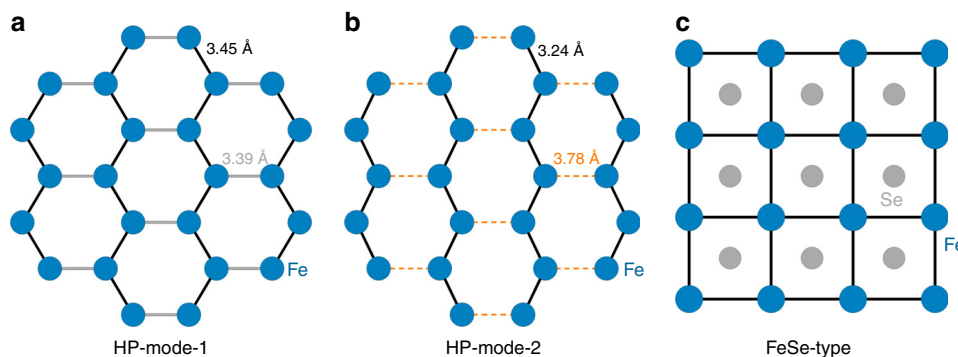 a
3.45 Å
3.39 Å
Fe
HP-mode-1
b
3.24 Å
3.78 Å
Fe
HP-mode-2
c
Se
Fe
FeSe-type